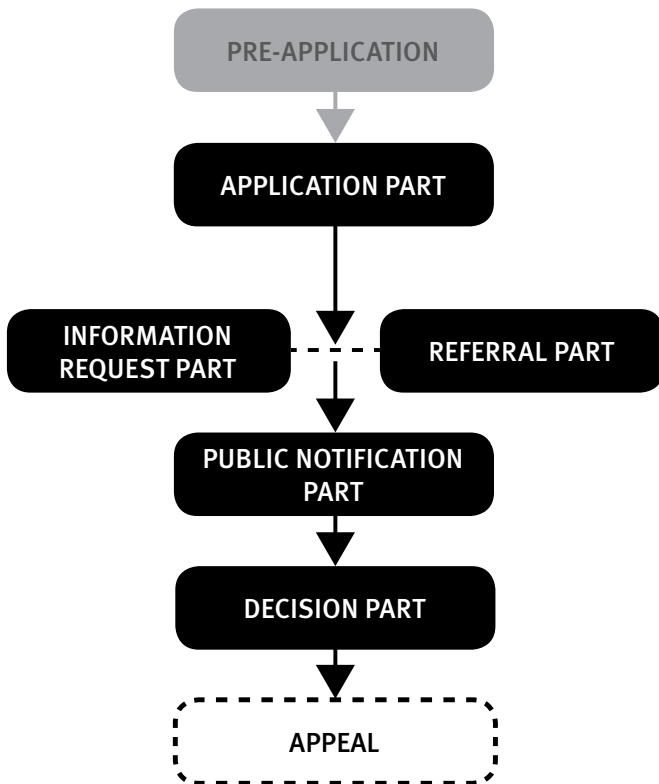 PRE-APPLICATION
APPLICATION PART
INFORMATION
REQUEST PART
REFERRAL PART
PUBLIC NOTIFICATION
PART
DECISION PART
APPEAL